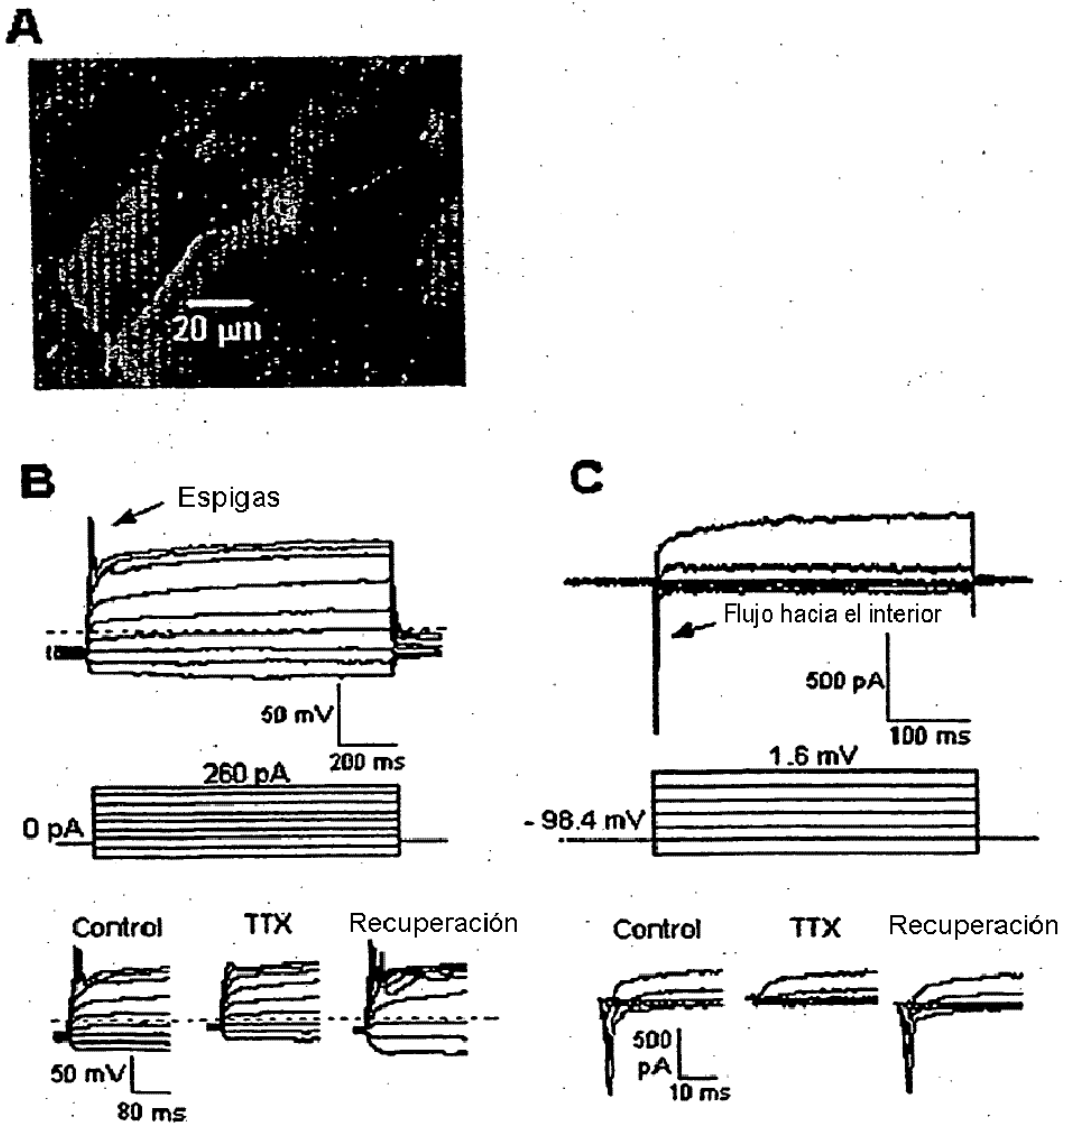 A
20 µm
B
Espigas
50 mV
200 ms
260 pA
0 pA
Control
TTX
Recuperación
50 mV
80 ms
C
Flujo hacia el interior
500 pA
100 ms
1.6 mV
- 98.4 mV
Control
TTX
Recuperación
500
pA
10 ms